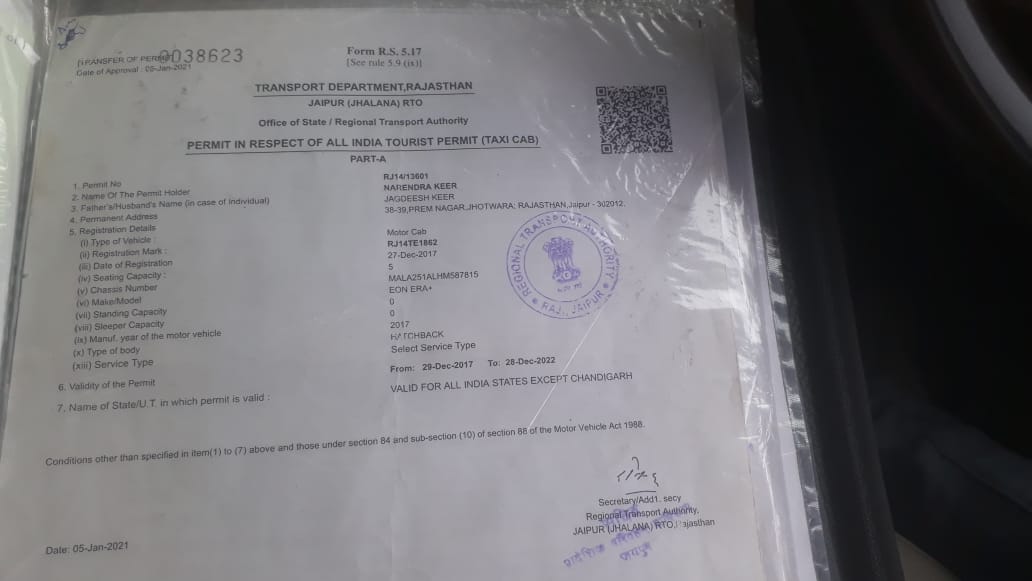 [TRANSFER OF PERMIT]
0038623
Date of Approval : 05-Jan-2021
Form R.S. 5.17
[See rule 5.9 (ix)]
TRANSPORT DEPARTMENT,RAJASTHAN
JAIPUR (JHALANA) RTO
Office of State / Regional Transport Authority
PERMIT IN RESPECT OF ALL INDIA TOURIST PERMIT (TAXI CAB)
PART-A
1. Permit No RJ14/13601
2. Name Of The Permit Holder NARENDRA KEER
3. Father's/Husband's Name (in case of individual) JAGDEESH KEER
4. Permanent Address 38-39,PREM NAGAR,JHOTWARA; RAJASTHAN,Jaipur - 302012.
5. Registration Details
(i) Type of Vehicle : Motor Cab
(ii) Registration Mark : RJ14TE1862
(iii) Date of Registration 27-Dec-2017
(iv) Seating Capacity : 5
(v) Chassis Number MALA251ALHM587815
(vi) Make/Model EON ERA+
(vii) Standing Capacity 0
(viii) Sleeper Capacity 0
(ix) Manuf. year of the motor vehicle 2017
(x) Type of body HATCHBACK
(xiii) Service Type Select Service Type
6. Validity of the Permit From: 29-Dec-2017 To: 28-Dec-2022
7. Name of State/U.T. in which permit is valid : VALID FOR ALL INDIA STATES EXCEPT CHANDIGARH
REGIONAL TRANSPORT AUTHORITY
RAJ., JAIPUR
Conditions other than specified in item(1) to (7) above and those under section 84 and sub-section (10) of section 88 of the Motor Vehicle Act 1988.
Secretary/Add1. secy
Regional Transport Authority,
JAIPUR (JHALANA) RTO,Rajasthan
प्रादेशिक परिवहन
जयपुर
Date: 05-Jan-2021